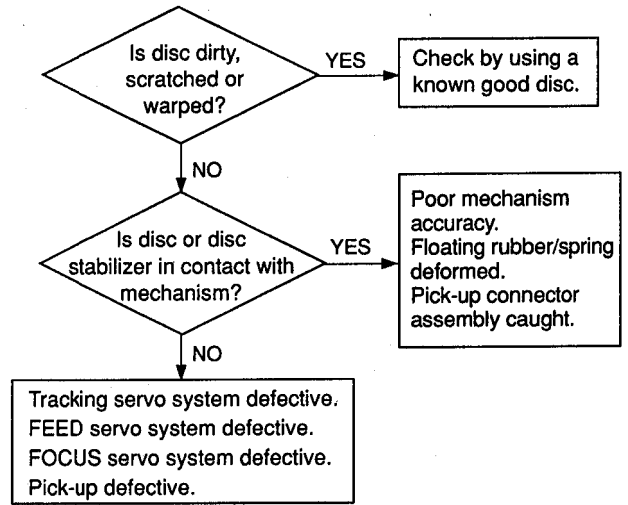 Is disc dirty,
scratched or
warped?
YES
Check by using a
known good disc.
NO
Is disc or disc
stabilizer in contact with
mechanism?
YES
Poor mechanism
accuracy.
Floating rubber/spring
deformed.
Pick-up connector
assembly caught.
NO
Tracking servo system defective.
FEED servo system defective.
FOCUS servo system defective.
Pick-up defective.